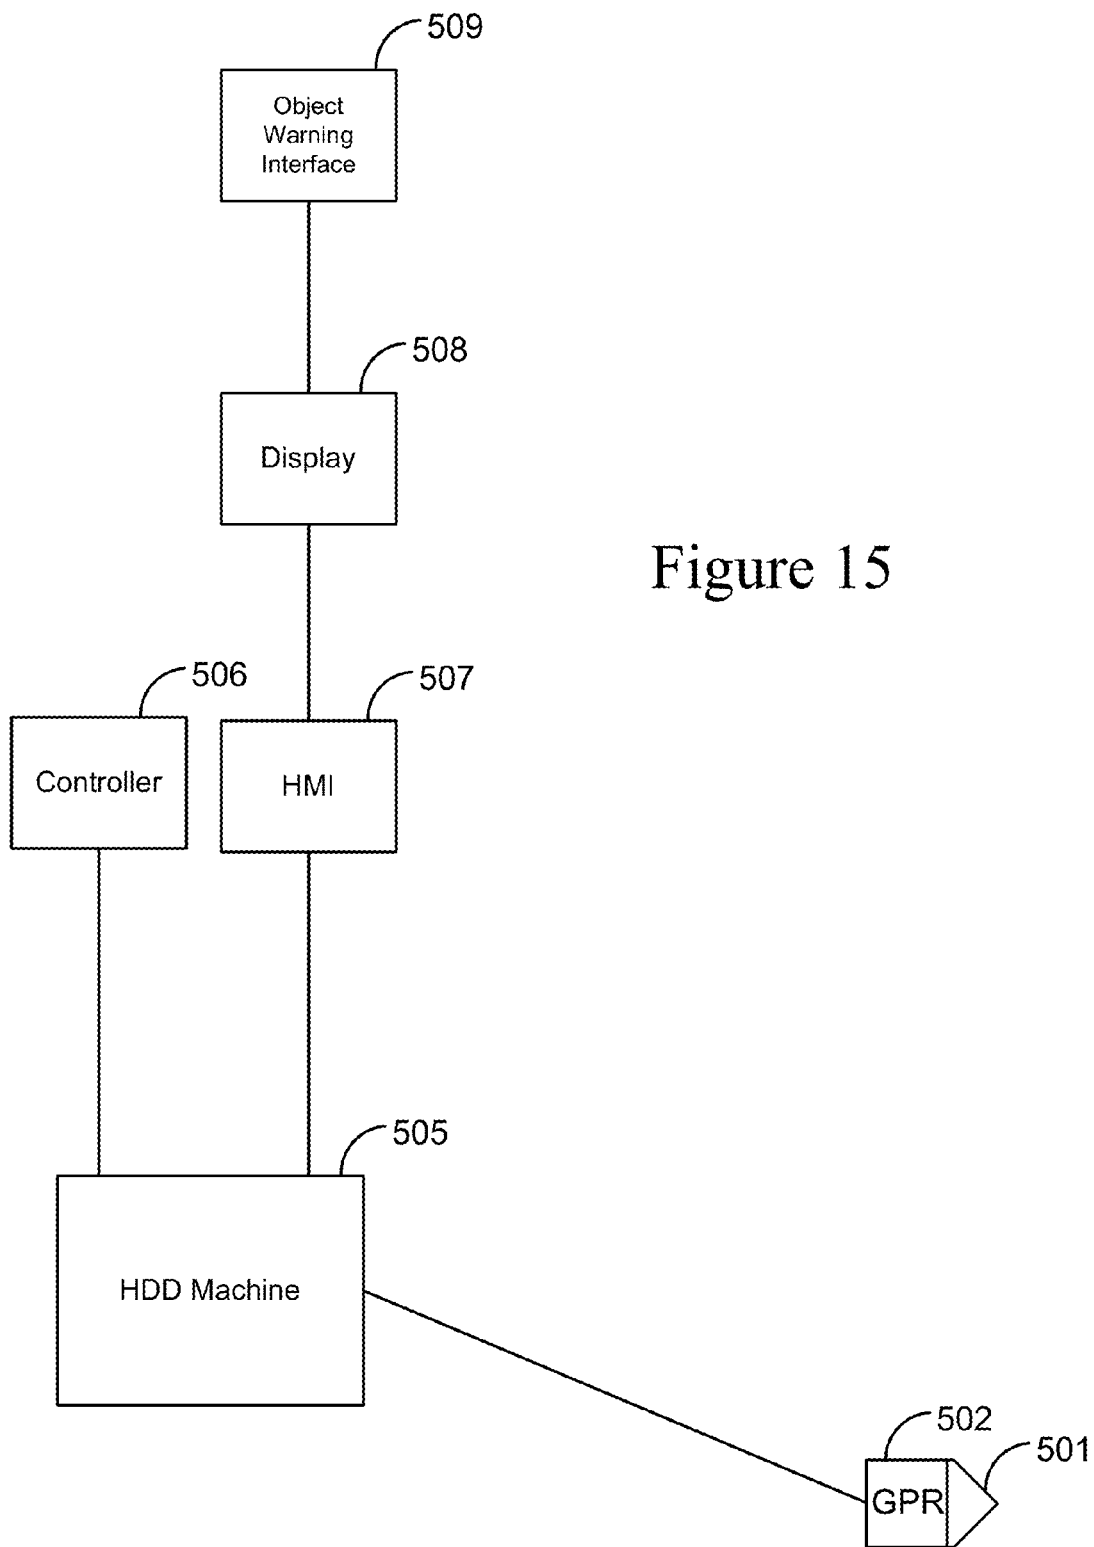 509
Object
Warning
Interface
508
Display
Figure 15
506
507
Controller
HMI
505
HDD Machine
502
501
GPR